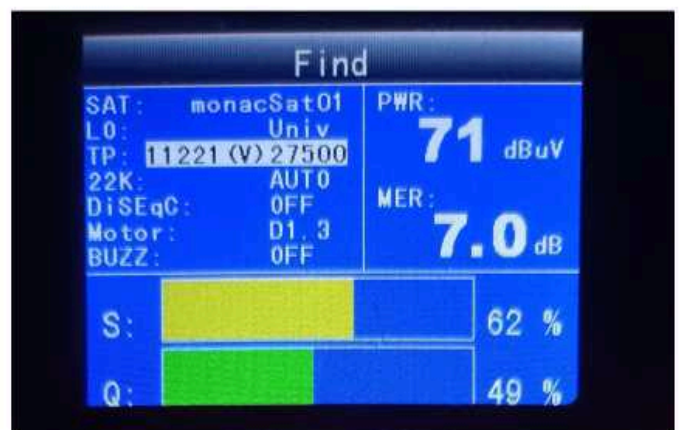 Find
SAT: monacSat01
LO: Univ
TP: 11221 (V) 27500
22K: AUTO
DiSEqC: OFF
Motor: D1.3
BUZZ: OFF
PWR:
71 dBuV
MER:
7.0 dB
S: 62 %
Q: 49 %